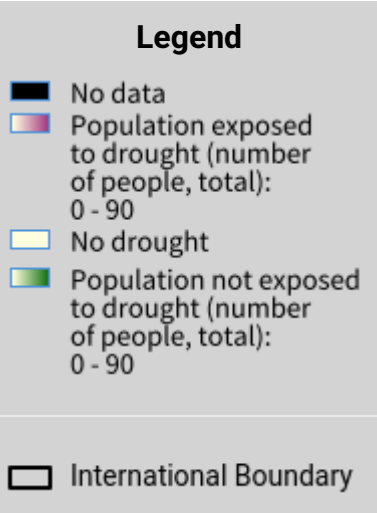 Legend
No data
Population exposed
to drought (number
of people, total):
0 - 90
No drought
Population not exposed
to drought (number
of people, total):
0 - 90
International Boundary